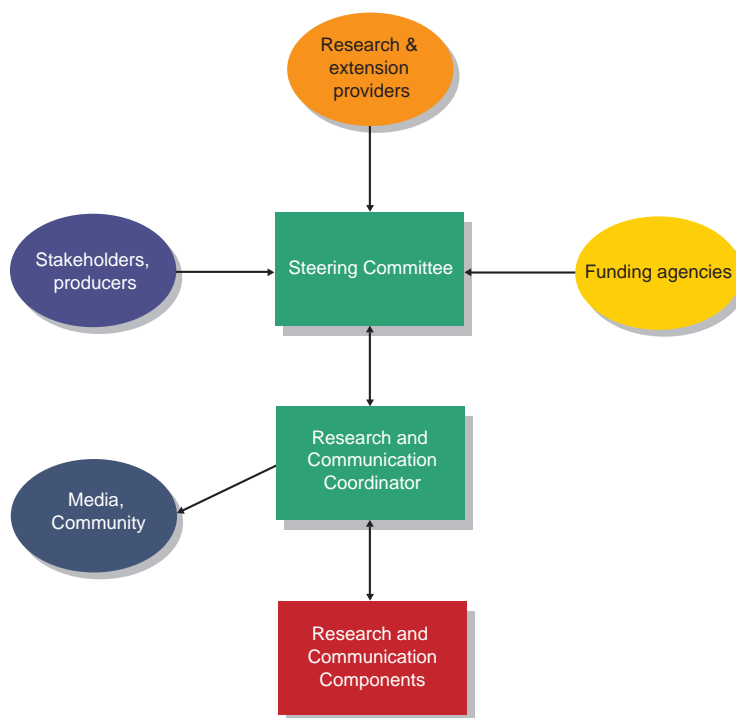 Research &
extension
providers
Stakeholders,
producers
Steering Committee
Funding agencies
Research and
Communication
Coordinator
Media,
Community
Research and
Communication
Components